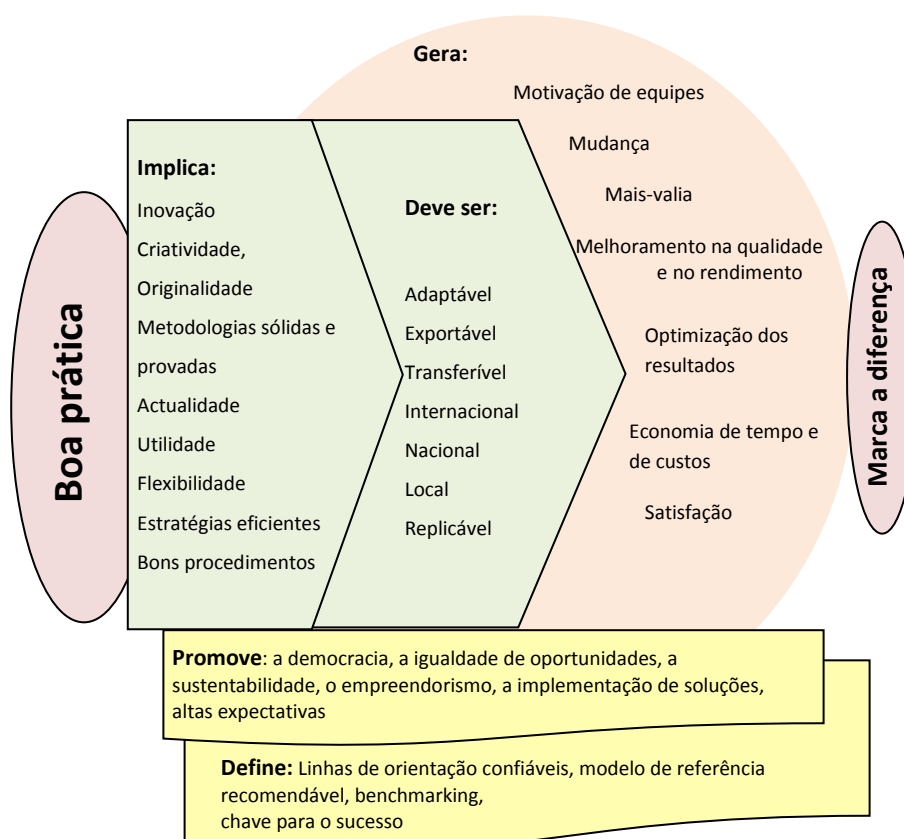 Boa prática
Implica:
Inovação
Criatividade,
Originalidade
Metodologias sólidas e
provadas
Actualidade
Utilidade
Flexibilidade
Estratégias eficientes
Bons procedimentos
Deve ser:
Adaptável
Exportável
Transferível
Internacional
Nacional
Local
Replicável
Gera:
Motivação de equipes
Mudança
Mais-valia
Melhoramento na qualidade
e no rendimento
Optimização dos
resultados
Economia de tempo e
de custos
Satisfação
Marca a diferença
Promove: a democracia, a igualdade de oportunidades, a
sustentabilidade, o empreendorismo, a implementação de soluções,
altas expectativas
Define: Linhas de orientação confiáveis, modelo de referência
recomendável, benchmarking,
chave para o sucesso